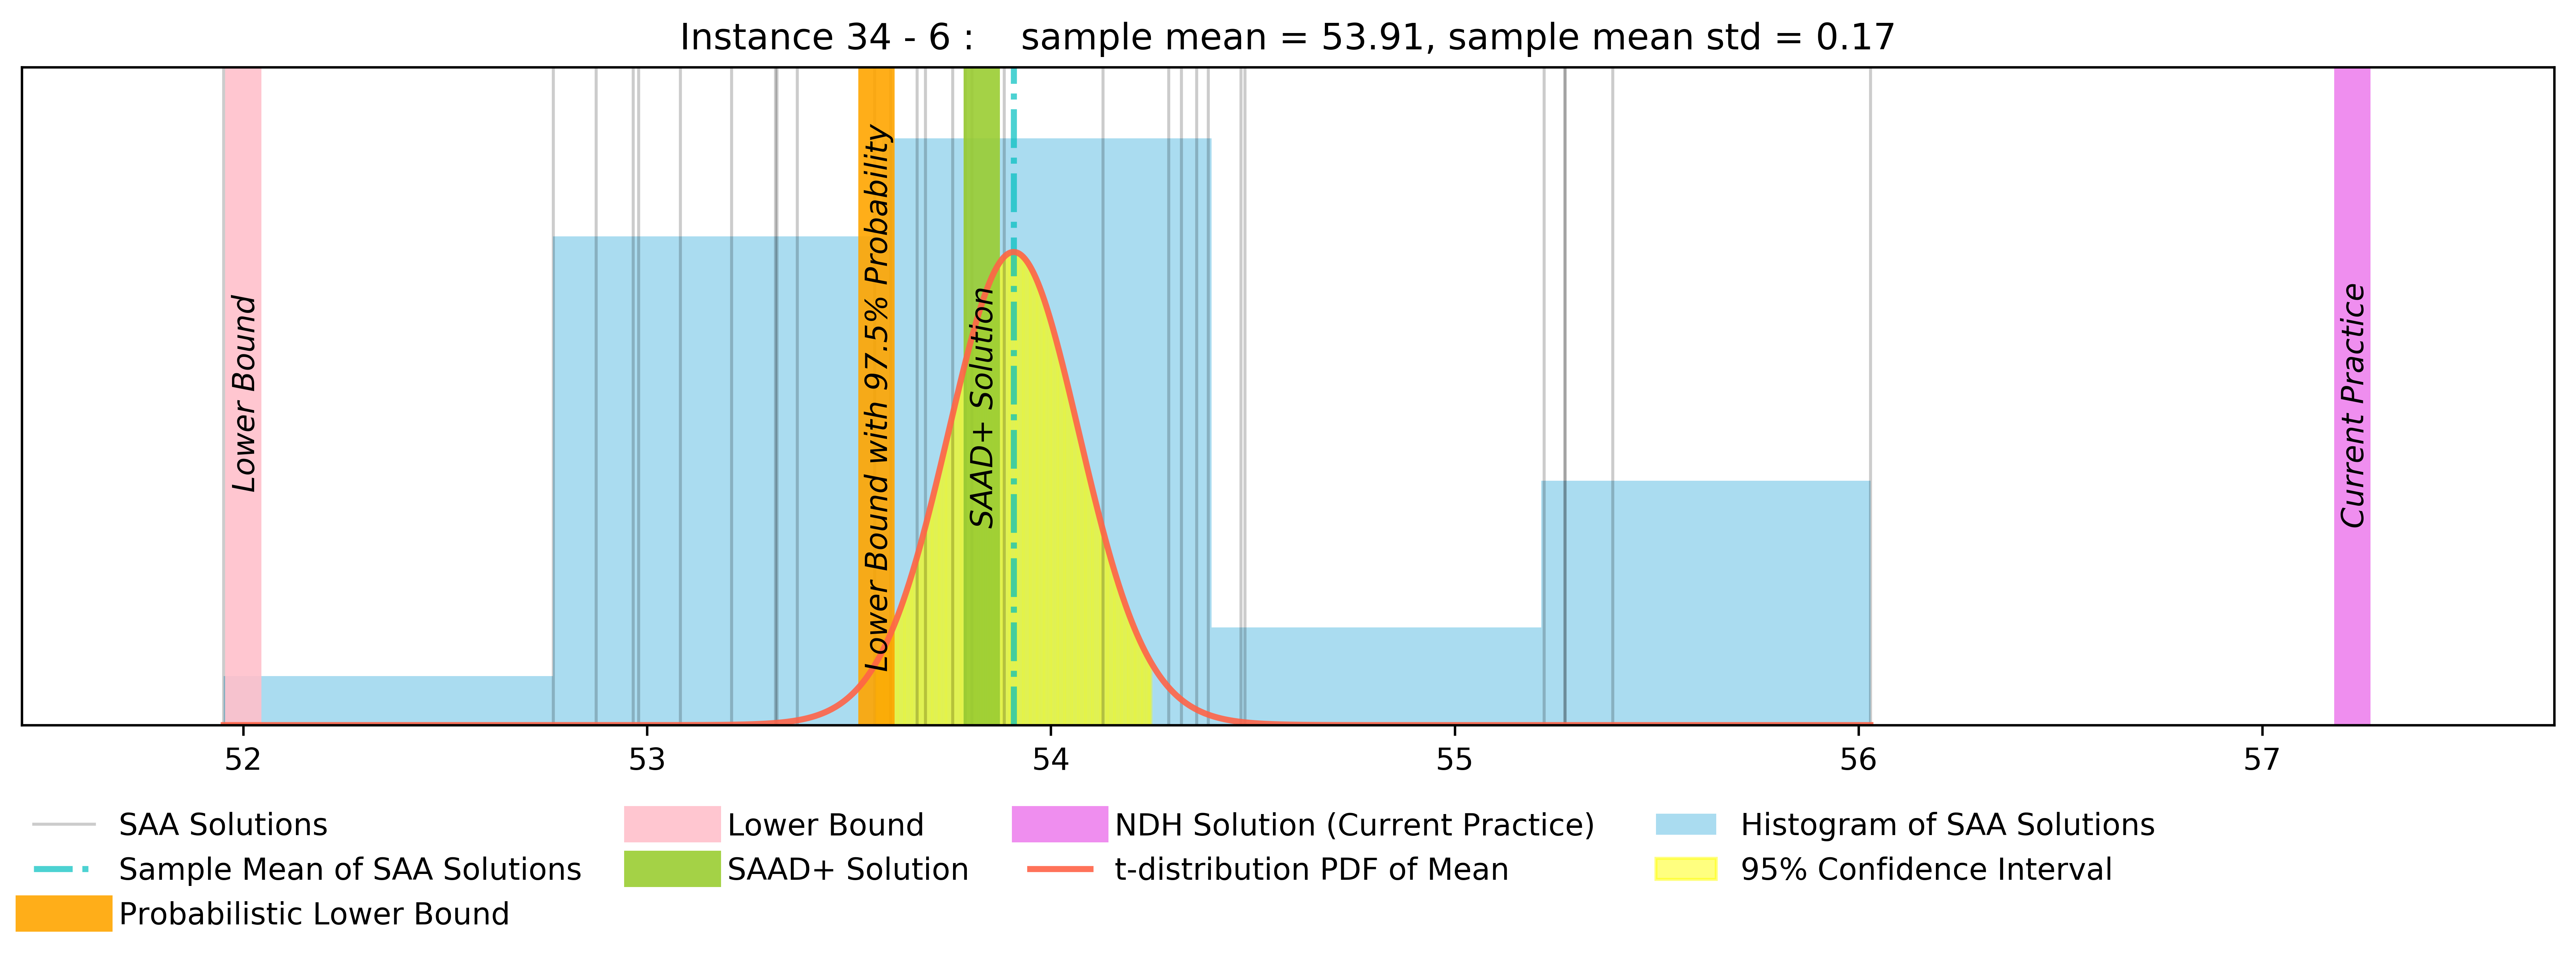 Instance 34 - 6 :    sample mean = 53.91, sample mean std = 0.17
Lower Bound
Lower Bound with 97.5% Probability
SAAD+ Solution
Current Practice
52 53 54 55 56 57
SAA Solutions
Sample Mean of SAA Solutions
Probabilistic Lower Bound
Lower Bound
SAAD+ Solution
NDH Solution (Current Practice)
t-distribution PDF of Mean
Histogram of SAA Solutions
95% Confidence Interval